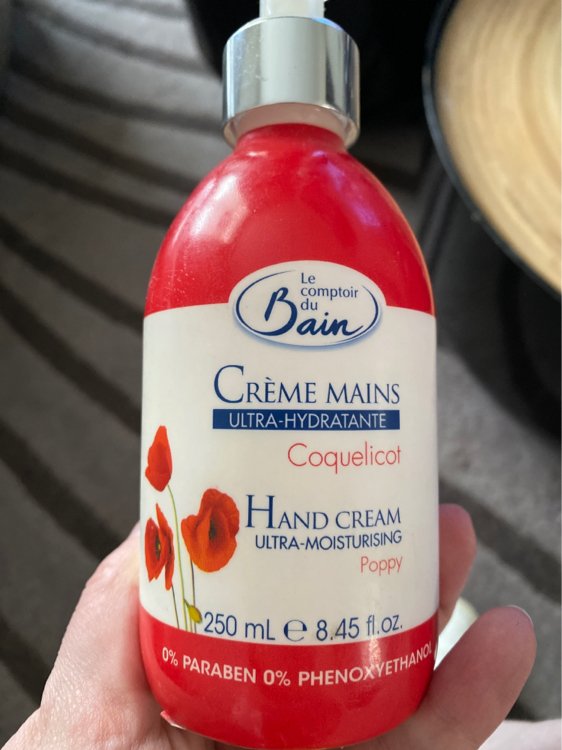 Le
comptoir
du
Bain
CRÈME MAINS
ULTRA-HYDRATANTE
Coquelicot
HAND CREAM
ULTRA-MOISTURISING
Poppy
250 mL ℮ 8.45 fl.oz.
0% PARABEN 0% PHENOXYETHANOL